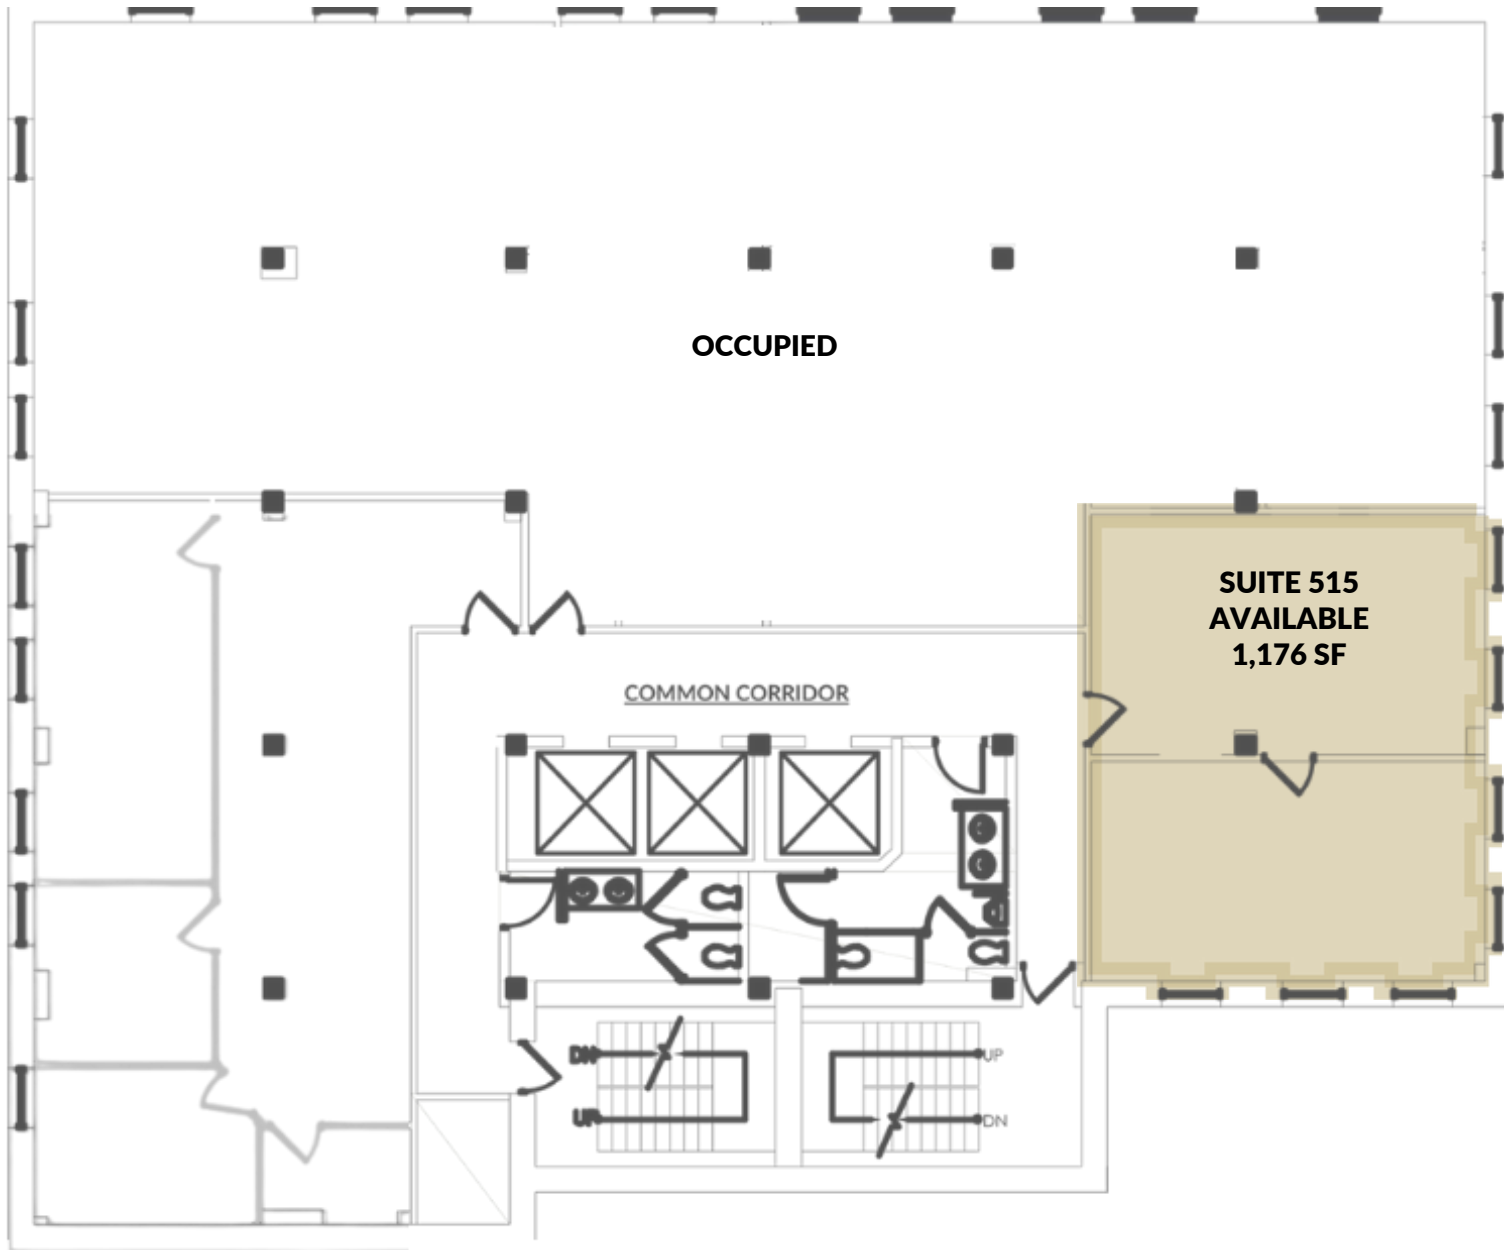 OCCUPIED
SUITE 515
AVAILABLE
1,176 SF
COMMON CORRIDOR
DN
UP
UP
DN